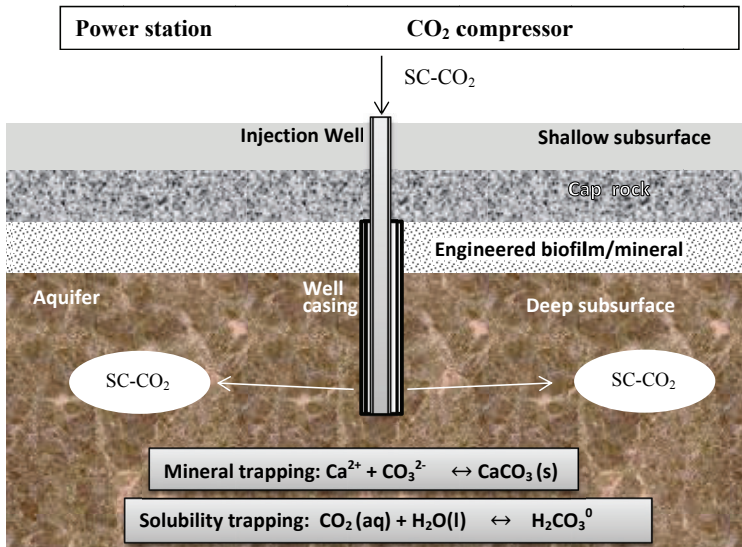 Power station CO₂ compressor
SC-CO₂
Injection Well Shallow subsurface
Cap rock
Engineered biofilm/mineral
Aquifer Well Deep subsurface
casing
SC-CO₂ SC-CO₂
Mineral trapping: Ca²⁺ + CO₃²⁻ ↔ CaCO₃ (s)
Solubility trapping: CO₂ (aq) + H₂O(l) ↔ H₂CO₃⁰